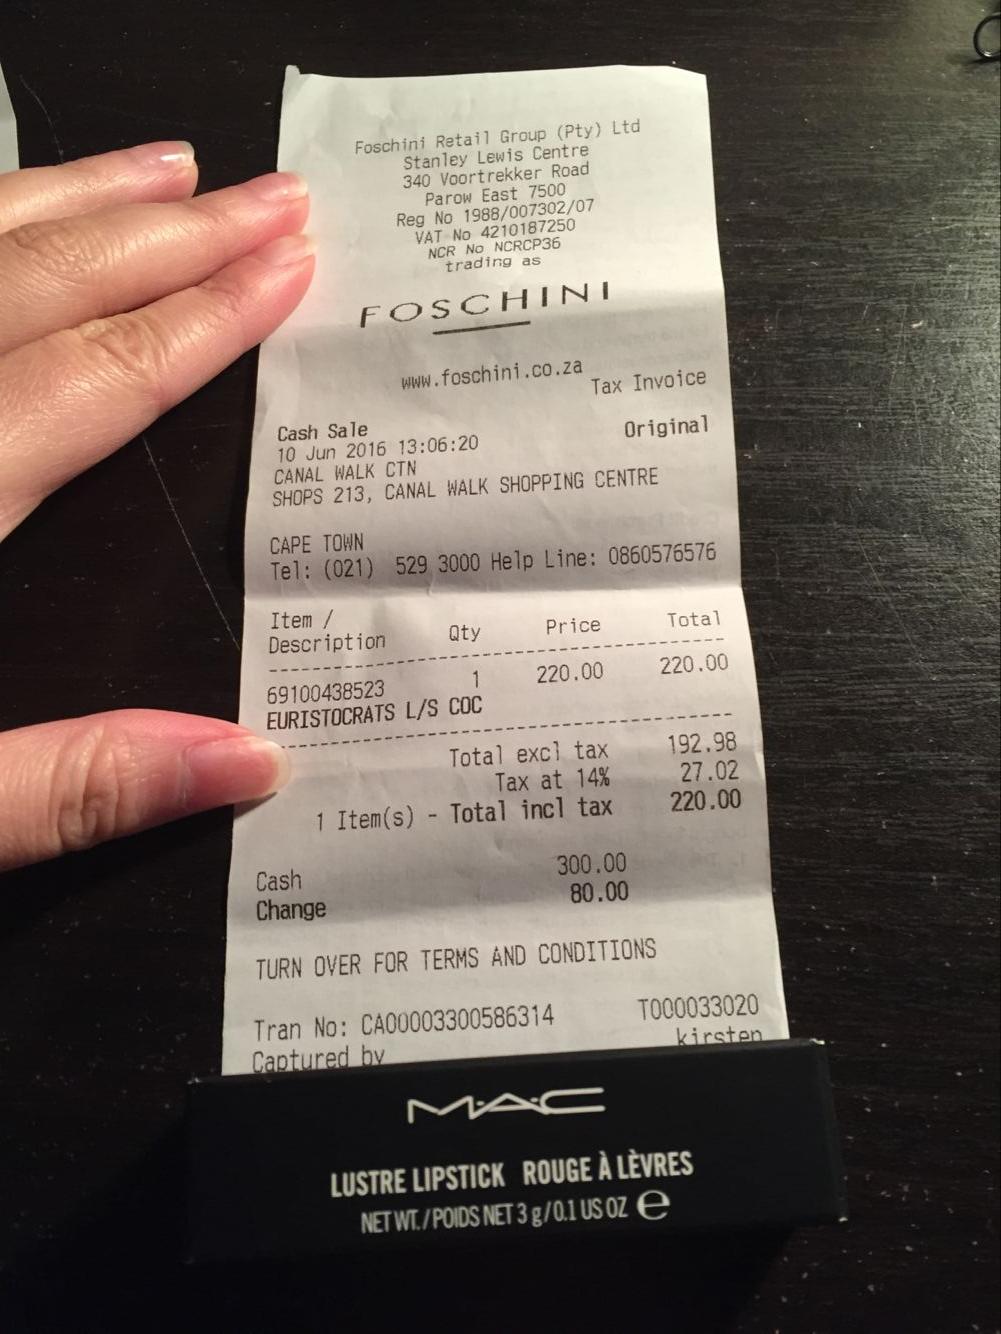 Foschini Retail Group (Pty) Ltd
Stanley Lewis Centre
340 Voortrekker Road
Parow East 7500
Reg No 1988/007302/07
VAT No 4210187250
NCR No NCRCP36
trading as
FOSCHINI
www.foschini.co.za
Tax Invoice
Cash Sale Original
10 Jun 2016 13:06:20
CANAL WALK CTN
SHOPS 213, CANAL WALK SHOPPING CENTRE
CAPE TOWN
Tel: (021) 529 3000 Help Line: 0860576576
Item /
Description Qty Price Total
69100438523 1 220.00 220.00
EURISTOCRATS L/S COC
Total excl tax 192.98
Tax at 14% 27.02
1 Item(s) - Total incl tax 220.00
Cash 300.00
Change 80.00
TURN OVER FOR TERMS AND CONDITIONS
Tran No: CA00003300586314 T000033020
Captured by kirsten
M·A·C
LUSTRE LIPSTICK ROUGE À LÈVRES
NET WT./POIDS NET 3 g/0.1 US OZ e